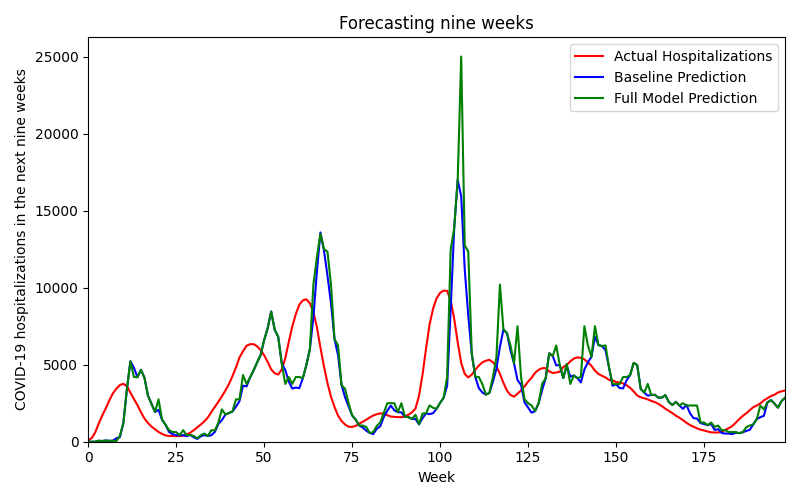 Forecasting nine weeks
COVID-19 hospitalizations in the next nine weeks
25000
20000
15000
10000
5000
0
Actual Hospitalizations
Baseline Prediction
Full Model Prediction
0 25 50 75 100 125 150 175
Week